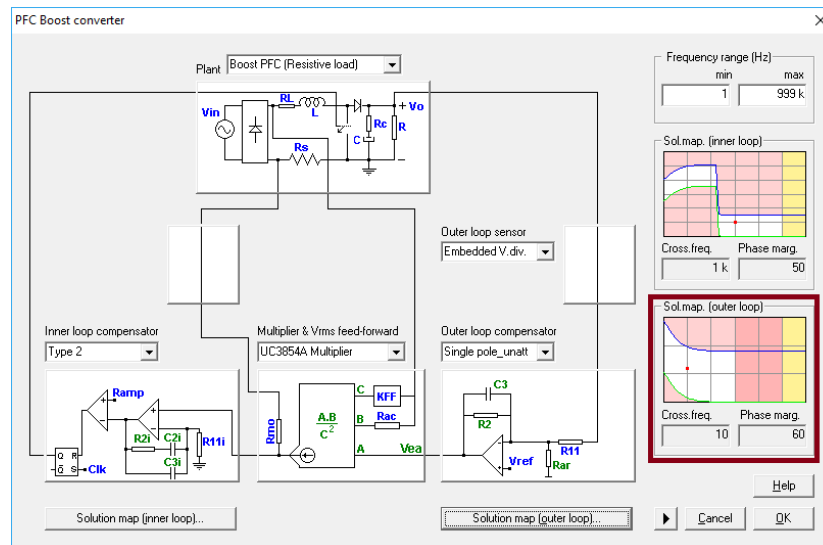 PFC Boost converter
Plant Boost PFC (Resistive load)
Frequency range (Hz)
min max
1 999 k
RL L + Vo
Vin Rc R
C
Rs
−
Sol.map. (inner loop)
Cross.freq. Phase marg.
1 k 50
Outer loop sensor
Embedded V.div.
Sol.map. (outer loop)
Cross.freq. Phase marg.
10 60
Inner loop compensator
Type 2
Multiplier & Vrms feed-forward
UC3854A Multiplier
Outer loop compensator
Single pole_unatt
Ramp
R2i C2i
C3i
R11i
Q R
Q S
Clk
Rmo
A.B
C²
C KFF
B Rac
A Vea
C3
R2
R11
Vref
Rar
Help
Cancel OK
Solution map (inner loop)...
Solution map (outer loop)...